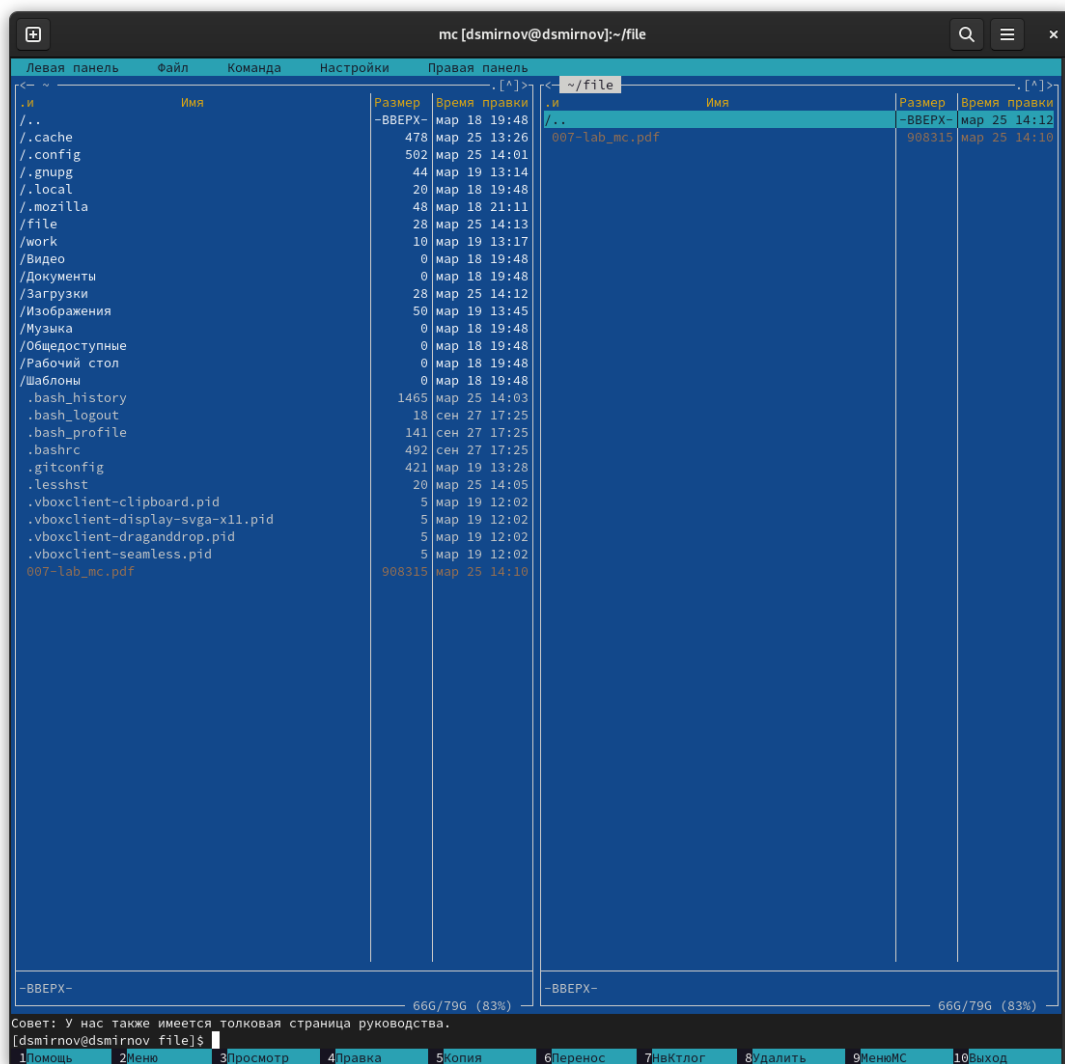 mc [dsmirnov@dsmirnov]:~/file
Левая панель Файл Команда Настройки Правая панель
<— ~ .[^]> <— ~/file .[^]>
.и Имя Размер Время правки .и Имя Размер Время правки
/.. -ВВЕРХ- мар 18 19:48 /.. -ВВЕРХ- мар 25 14:12
/.cache 478 мар 25 13:26 007-lab_mc.pdf 908315 мар 25 14:10
/.config 502 мар 25 14:01
/.gnupg 44 мар 19 13:14
/.local 20 мар 18 19:48
/.mozilla 48 мар 18 21:11
/file 28 мар 25 14:13
/work 10 мар 19 13:17
/Видео 0 мар 18 19:48
/Документы 0 мар 18 19:48
/Загрузки 28 мар 25 14:12
/Изображения 50 мар 19 13:45
/Музыка 0 мар 18 19:48
/Общедоступные 0 мар 18 19:48
/Рабочий стол 0 мар 18 19:48
/Шаблоны 0 мар 18 19:48
.bash_history 1465 мар 25 14:03
.bash_logout 18 сен 27 17:25
.bash_profile 141 сен 27 17:25
.bashrc 492 сен 27 17:25
.gitconfig 421 мар 19 13:28
.lesshst 20 мар 25 14:05
.vboxclient-clipboard.pid 5 мар 19 12:02
.vboxclient-display-svga-x11.pid 5 мар 19 12:02
.vboxclient-draganddrop.pid 5 мар 19 12:02
.vboxclient-seamless.pid 5 мар 19 12:02
007-lab_mc.pdf 908315 мар 25 14:10
-ВВЕРХ- -ВВЕРХ-
66G/79G (83%) 66G/79G (83%)
Совет: У нас также имеется толковая страница руководства.
[dsmirnov@dsmirnov file]$
1Помощь 2Меню 3Просмотр 4Правка 5Копия 6Перенос 7НвКтлог 8Удалить 9МенюМС 10Выход